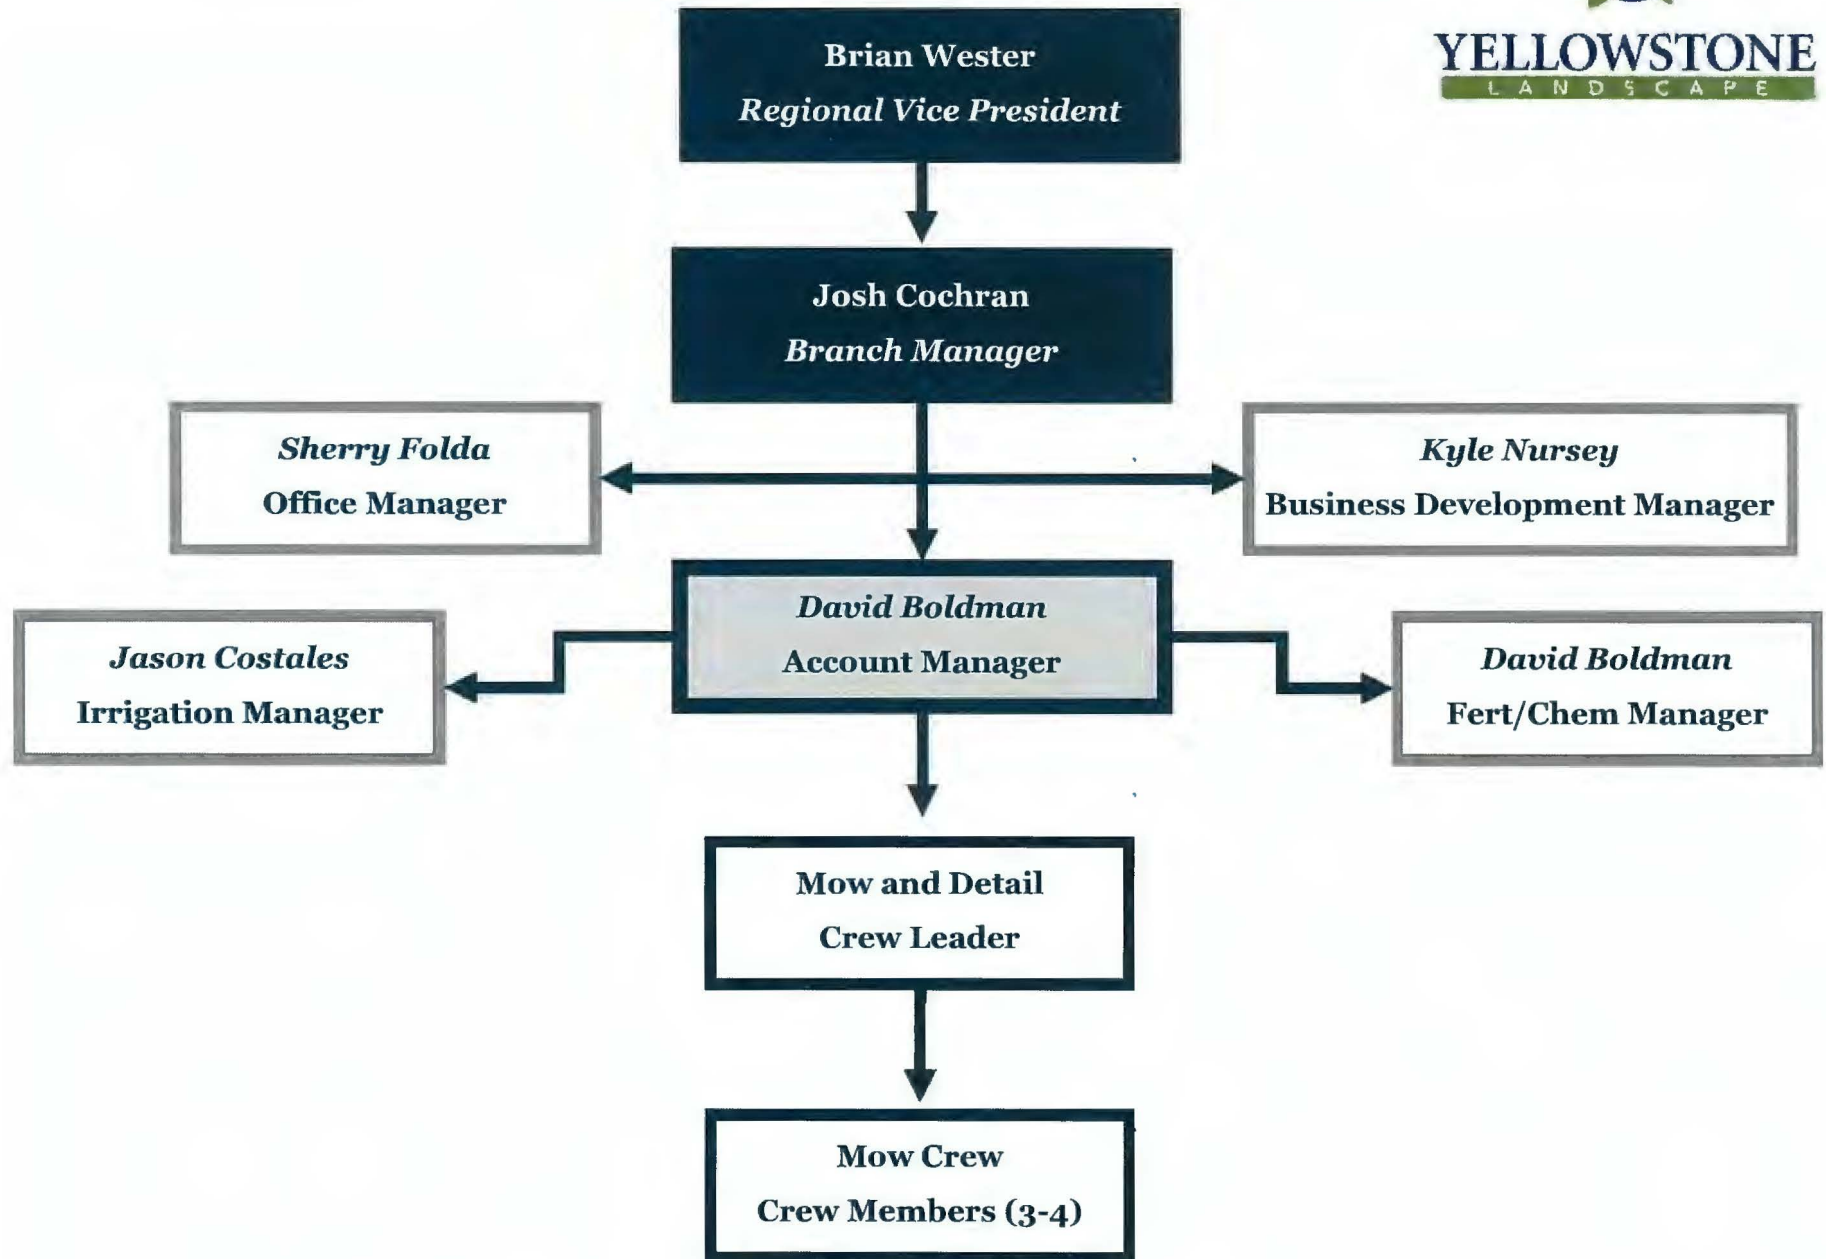 YELLOWSTONE
LANDSCAPE
Brian Wester
Regional Vice President
Josh Cochran
Branch Manager
Sherry Folda
Office Manager
Kyle Nursey
Business Development Manager
David Boldman
Account Manager
Jason Costales
Irrigation Manager
David Boldman
Fert/Chem Manager
Mow and Detail
Crew Leader
Mow Crew
Crew Members (3-4)